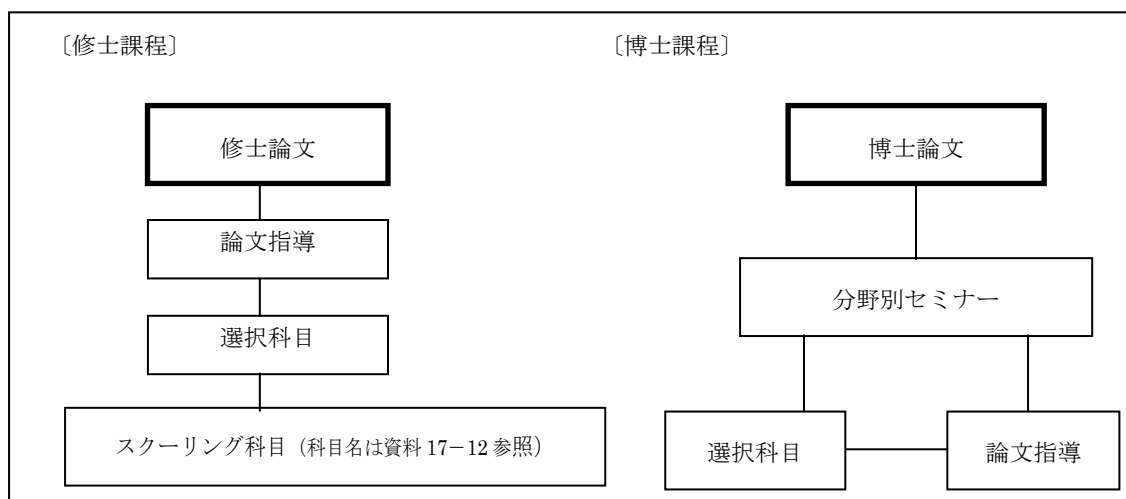 〔修士課程〕
修士論文
論文指導
選択科目
スクーリング科目（科目名は資料 17－12 参照）
〔博士課程〕
博士論文
分野別セミナー
選択科目
論文指導